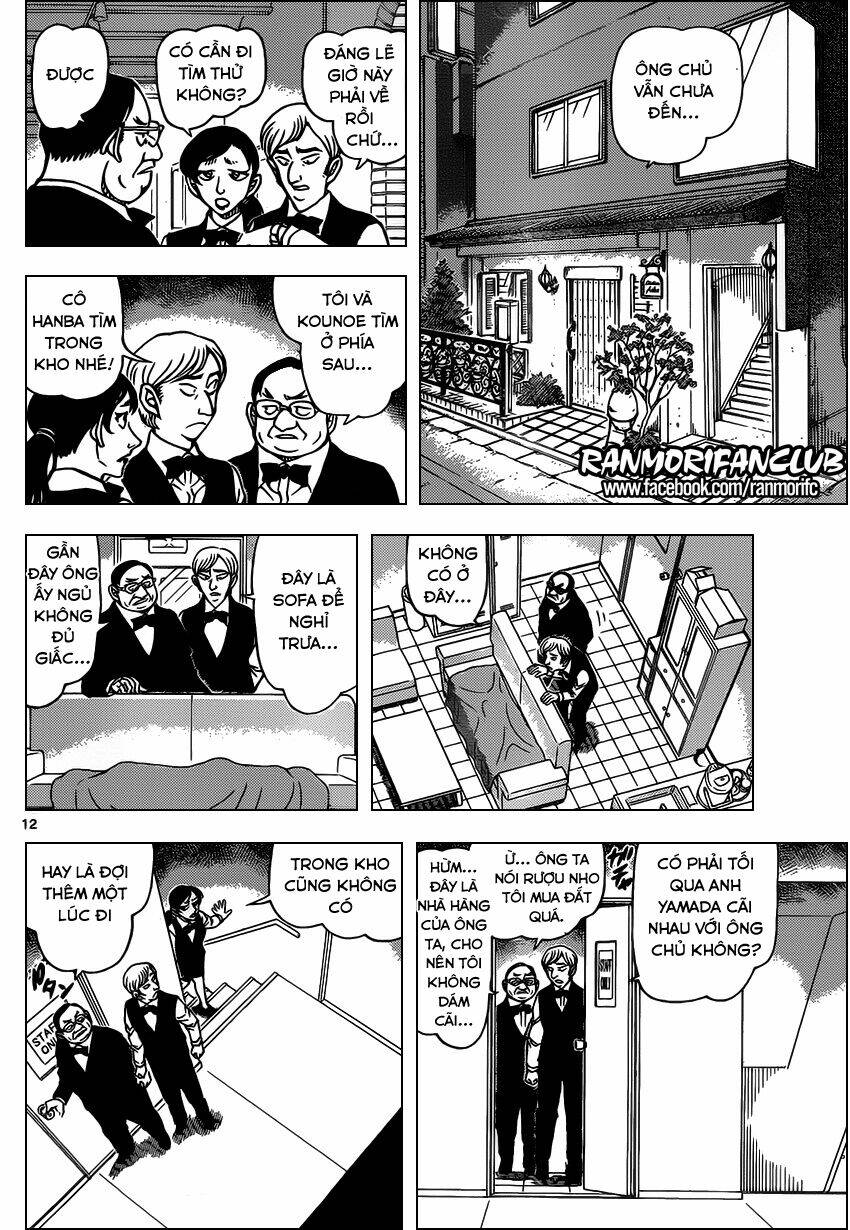 ÔNG CHỦ
VẪN CHƯA
ĐẾN...
ĐÁNG LẼ
GIỜ NÀY
PHẢI VỀ
RỒI
CHỨ...
CÓ CẦN ĐI
TÌM THỬ
KHÔNG?
ĐƯỢC
TÔI VÀ
KOUNOE TÌM
Ở PHÍA
SAU...
CÔ
HANBA TÌM
TRONG
KHO NHÉ!
RANMORIFANCLUB
www.facebook.com/ranmorifc
KHÔNG
CÓ Ở
ĐÂY...
ĐÂY LÀ
SOFA ĐỂ
NGHỈ
TRƯA...
GẦN
ĐÂY ÔNG
ẤY NGỦ
KHÔNG
ĐỦ
GIẤC...
12
CÓ PHẢI TỐI
QUA ANH
YAMADA CÃI
NHAU VỚI ÔNG
CHỦ KHÔNG?
Ừ... ÔNG TA
NÓI RƯỢU NHO
TÔI MUA ĐẮT
QUÁ.
HỪM...
ĐÂY LÀ
NHÀ HÀNG
CỦA ÔNG
TA, CHO
NÊN TÔI
KHÔNG
DÁM
CÃI...
STAFF
ONLY
TRONG KHO
CŨNG KHÔNG
CÓ
HAY LÀ ĐỢI
THÊM MỘT
LÚC ĐI
STAFF
ONLY